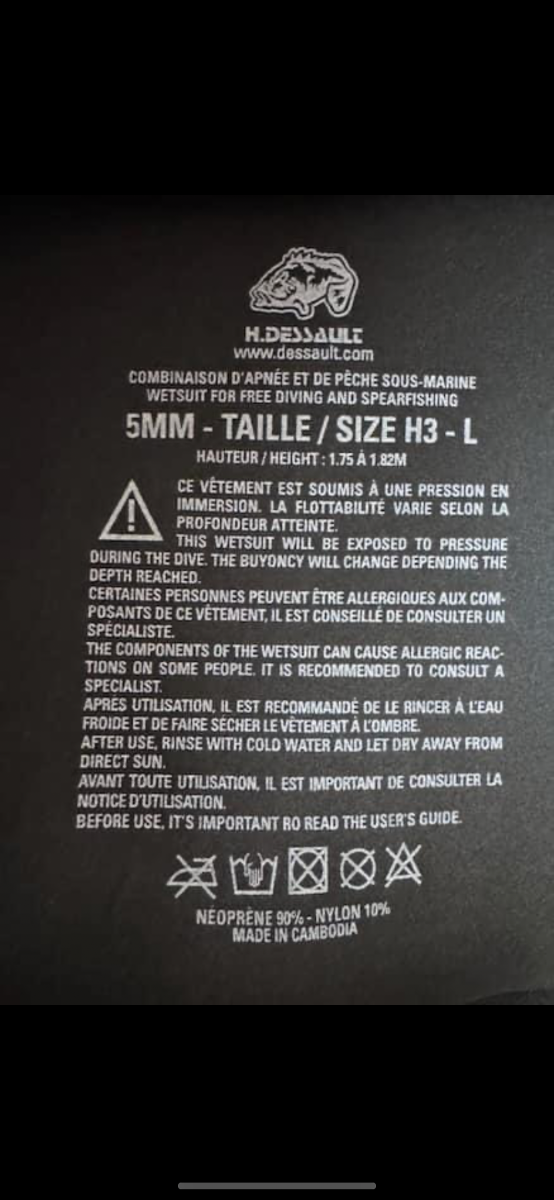 H.DESSAULT
www.dessault.com
COMBINAISON D'APNÉE ET DE PÊCHE SOUS-MARINE
WETSUIT FOR FREE DIVING AND SPEARFISHING
5MM - TAILLE / SIZE H3 - L
HAUTEUR / HEIGHT : 1.75 À 1.82M
CE VÊTEMENT EST SOUMIS À UNE PRESSION EN
IMMERSION. LA FLOTTABILITÉ VARIE SELON LA
PROFONDEUR ATTEINTE.
THIS WETSUIT WILL BE EXPOSED TO PRESSURE
DURING THE DIVE. THE BUYONCY WILL CHANGE DEPENDING THE
DEPTH REACHED.
CERTAINES PERSONNES PEUVENT ÊTRE ALLERGIQUES AUX COM-
POSANTS DE CE VÊTEMENT, IL EST CONSEILLÉ DE CONSULTER UN
SPÉCIALISTE.
THE COMPONENTS OF THE WETSUIT CAN CAUSE ALLERGIC REAC-
TIONS ON SOME PEOPLE. IT IS RECOMMENDED TO CONSULT A
SPECIALIST.
APRÈS UTILISATION, IL EST RECOMMANDÉ DE LE RINCER À L'EAU
FROIDE ET DE FAIRE SÉCHER LE VÊTEMENT À L'OMBRE.
AFTER USE, RINSE WITH COLD WATER AND LET DRY AWAY FROM
DIRECT SUN.
AVANT TOUTE UTILISATION, IL EST IMPORTANT DE CONSULTER LA
NOTICE D'UTILISATION.
BEFORE USE, IT'S IMPORTANT RO READ THE USER'S GUIDE.
NÉOPRÈNE 90% - NYLON 10%
MADE IN CAMBODIA